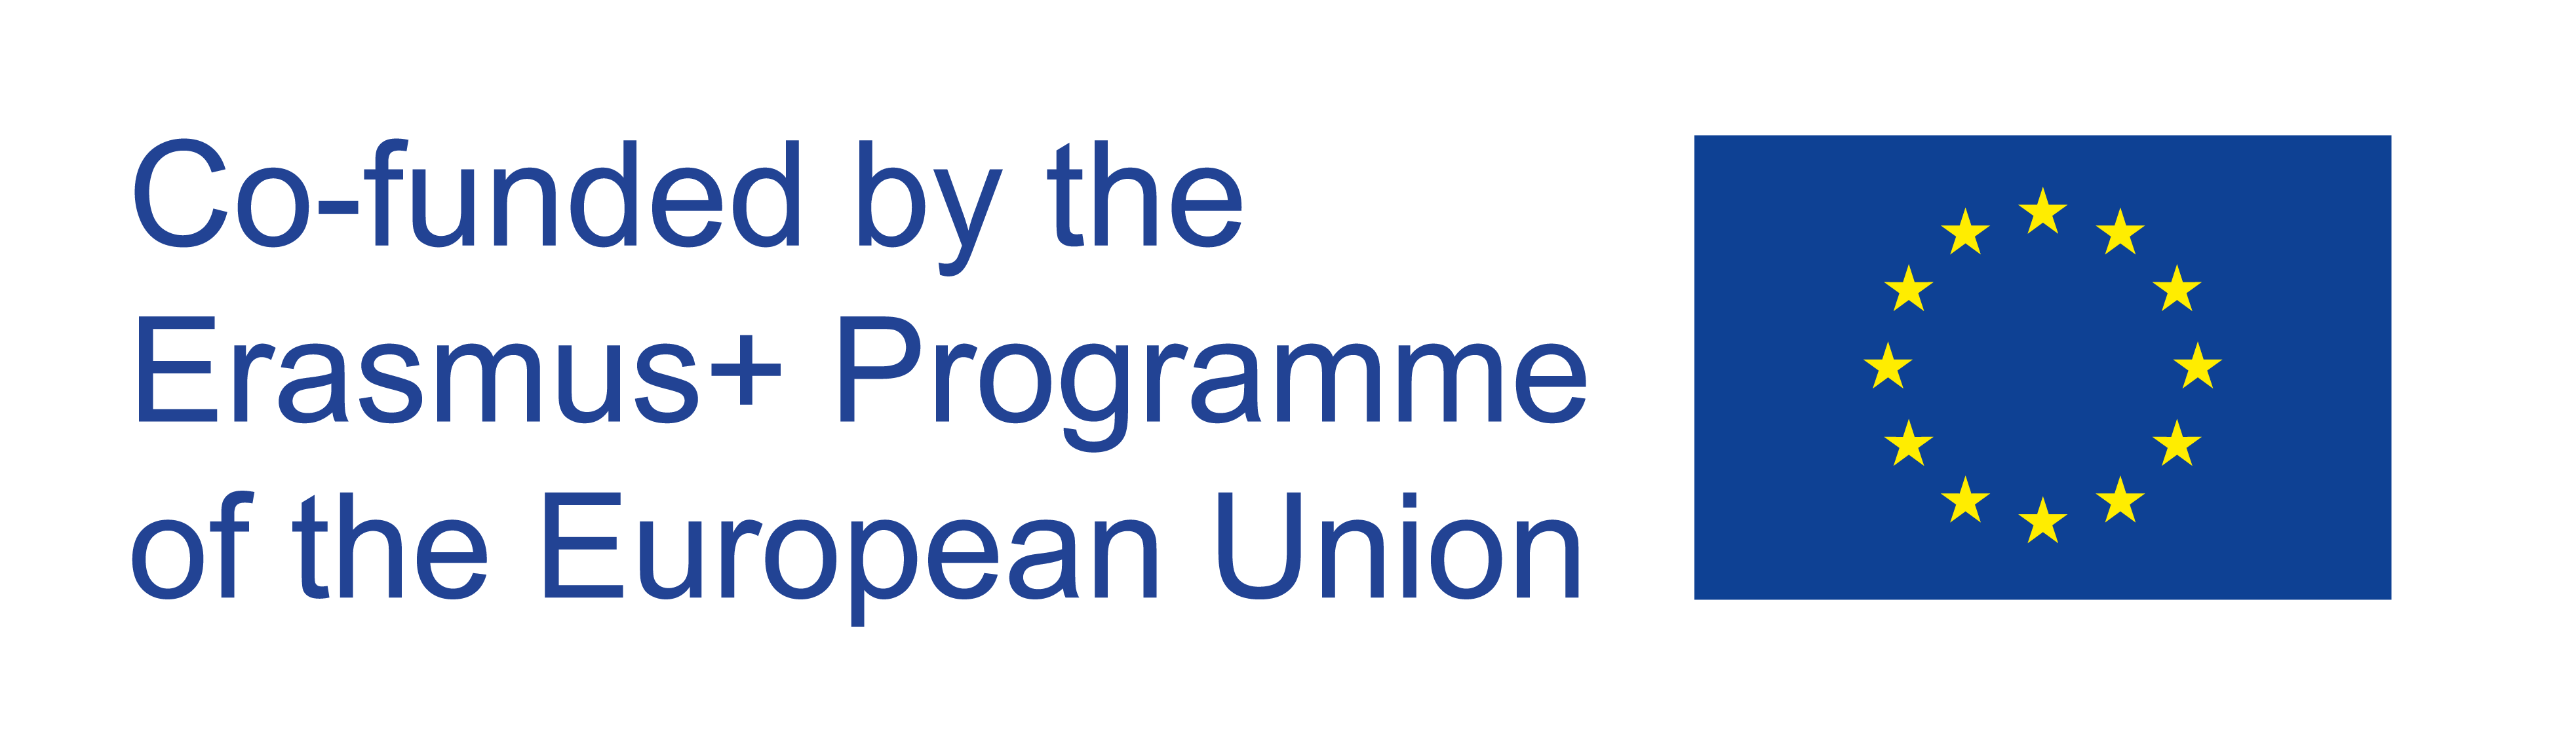 Co-funded by the
Erasmus+ Programme
of the European Union